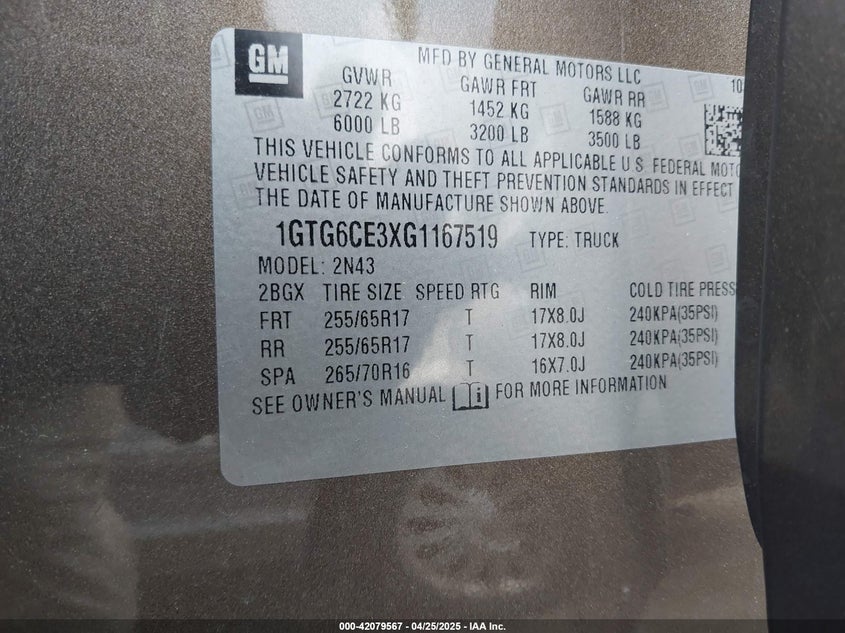 GM
MFD BY GENERAL MOTORS LLC
GVWR GAWR FRT GAWR RR
2722 KG 1452 KG 1588 KG
6000 LB 3200 LB 3500 LB
THIS VEHICLE CONFORMS TO ALL APPLICABLE U.S. FEDERAL
VEHICLE SAFETY AND THEFT PREVENTION STANDARDS IN EFFECT
THE DATE OF MANUFACTURE SHOWN ABOVE.
1GTG6CE3XG1167519 TYPE: TRUCK
MODEL: 2N43
2BGX TIRE SIZE SPEED RTG RIM COLD TIRE PRESS
FRT 255/65R17 T 17X8.0J 240KPA(35PSI)
RR 255/65R17 T 17X8.0J 240KPA(35PSI)
SPA 265/70R16 T 16X7.0J 240KPA(35PSI)
SEE OWNER'S MANUAL i FOR MORE INFORMATION
000-42079567 - 04/25/2025 - IAA Inc.